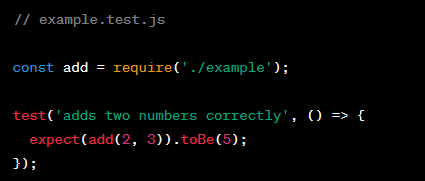 // example.test.js
const add = require('./example');
test('adds two numbers correctly', () => {
  expect(add(2, 3)).toBe(5);
});